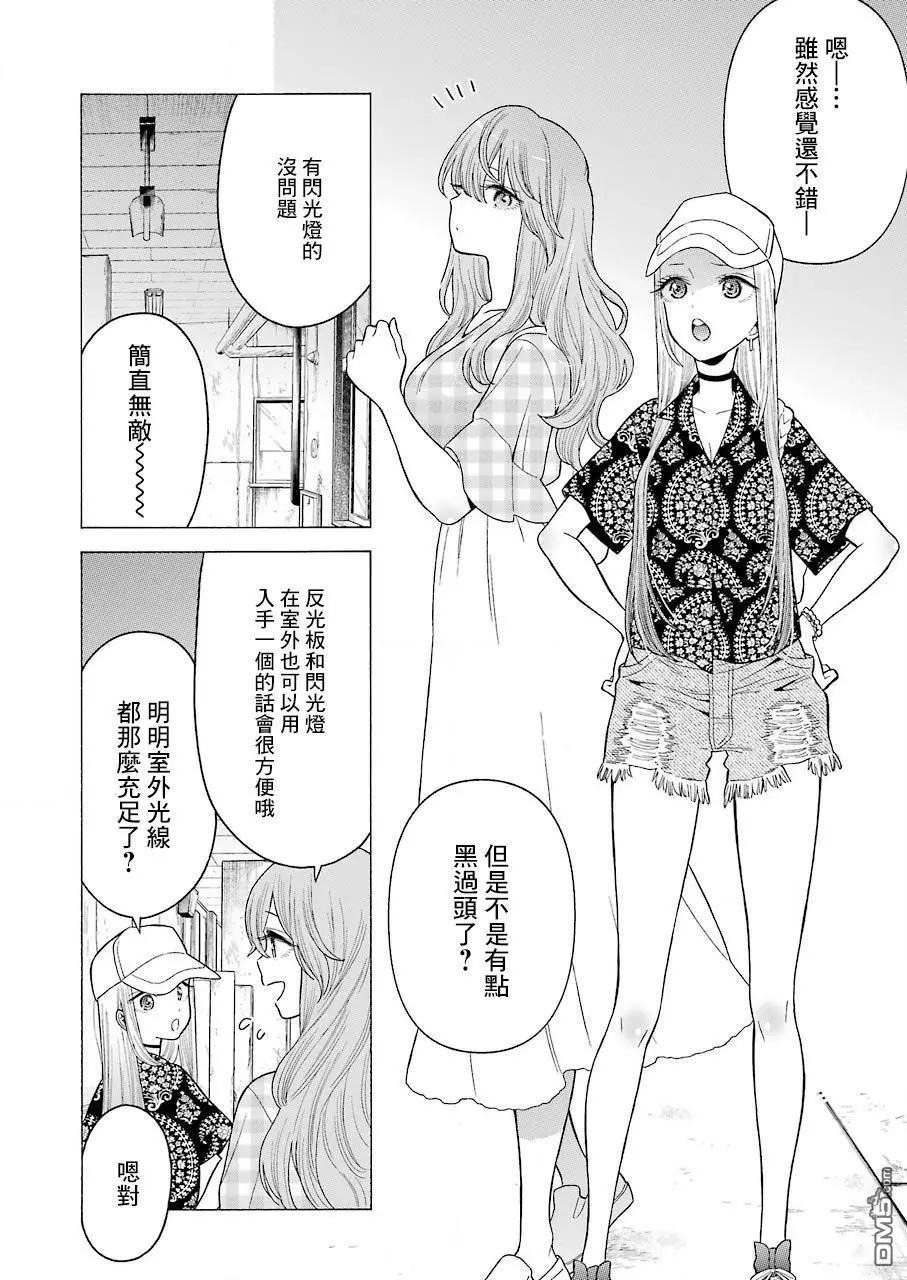 嗯——⋯
雖然感覺還不錯—
但是不是有點
黑過頭了？
有閃光燈的
沒問題
簡直無敵～～～
反光板和閃光燈
在室外也可以用
入手一個的話會很方便哦
明明室外光線
都那麼充足了？
嗯對
DM5.com